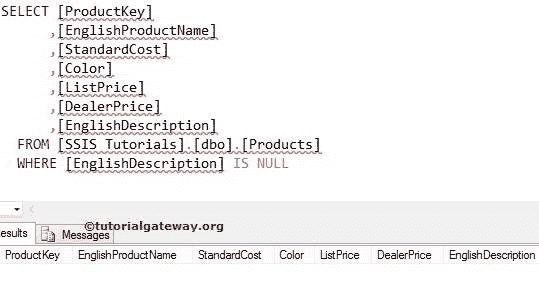 SELECT [ProductKey]
,[EnglishProductName]
,[StandardCost]
,[Color]
,[ListPrice]
,[DealerPrice]
,[EnglishDescription]
FROM [SSIS Tutorials].[dbo].[Products]
WHERE [EnglishDescription] IS NULL
©tutorialgateway.org
esults Messages
ProductKey EnglishProductName StandardCost Color ListPrice DealerPrice EnglishDescription